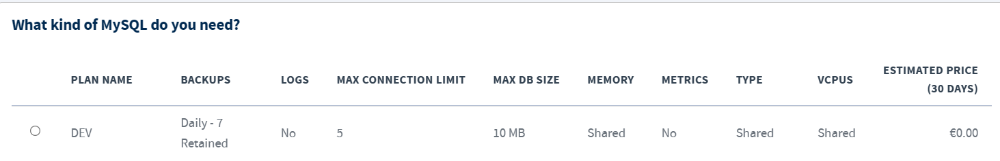 What kind of MySQL do you need?
PLAN NAME BACKUPS LOGS MAX CONNECTION LIMIT MAX DB SIZE MEMORY METRICS TYPE VCPUS ESTIMATED PRICE
(30 DAYS)
DEV Daily - 7 No 5 10 MB Shared No Shared Shared €0.00
Retained